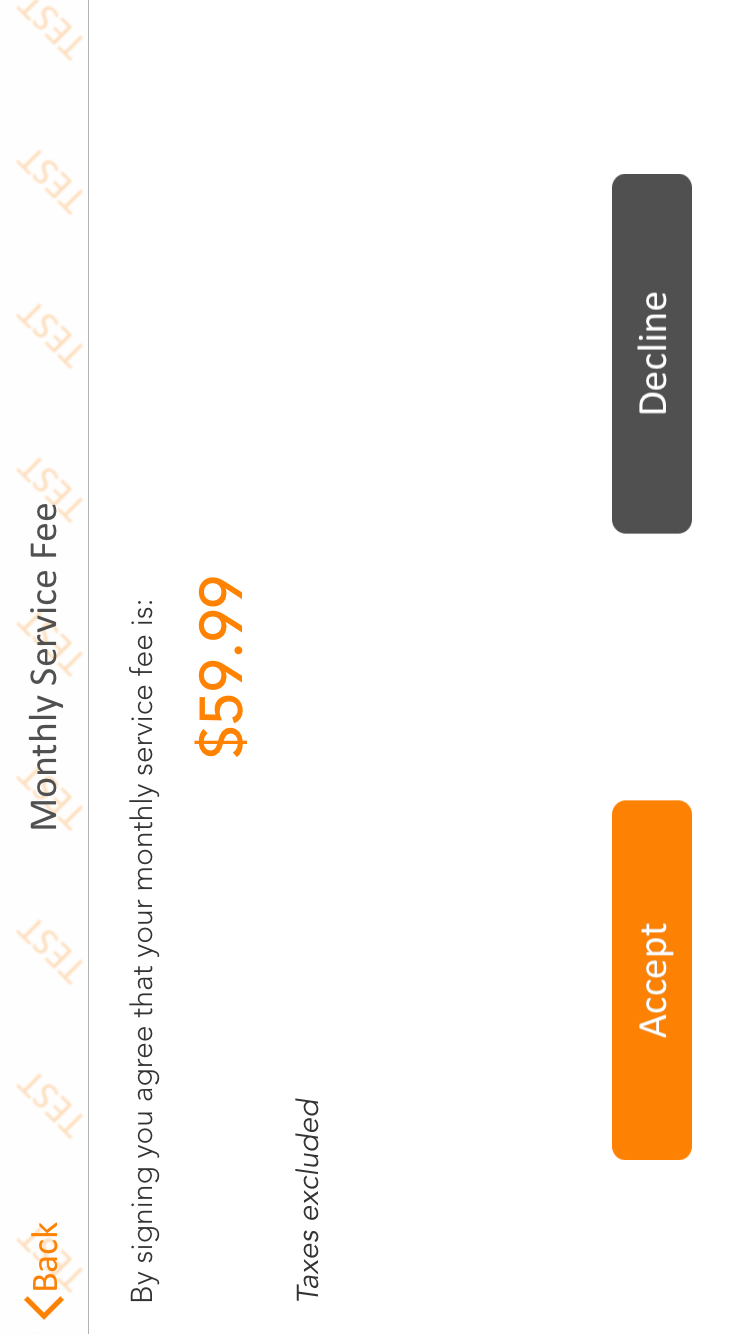 Back
Monthly Service Fee
TEST TEST TEST TEST TEST TEST TEST TEST TEST
By signing you agree that your monthly service fee is:
$59.99
Taxes excluded
Accept
Decline